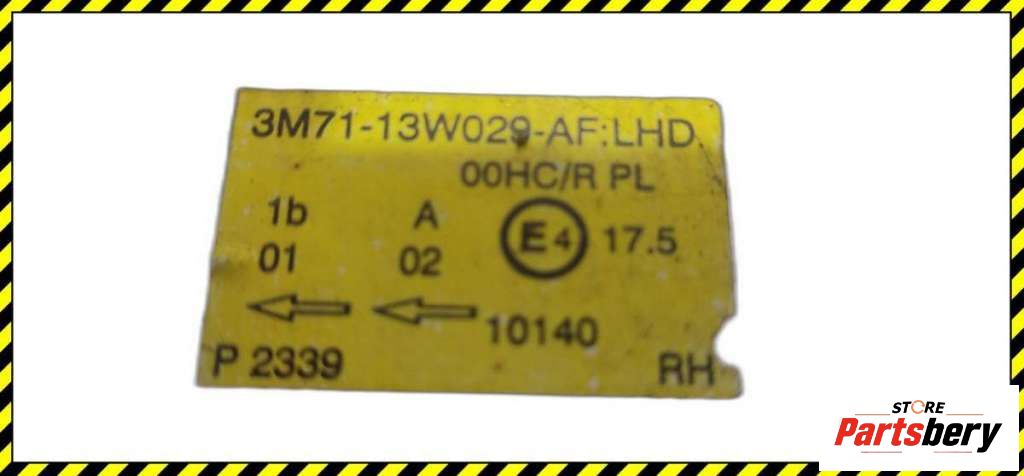 3M71-13W029-AF:LHD.
00HC/R PL
1b A
01 02 E4 17.5
10140
P 2339 RH
STORE
Partsbery